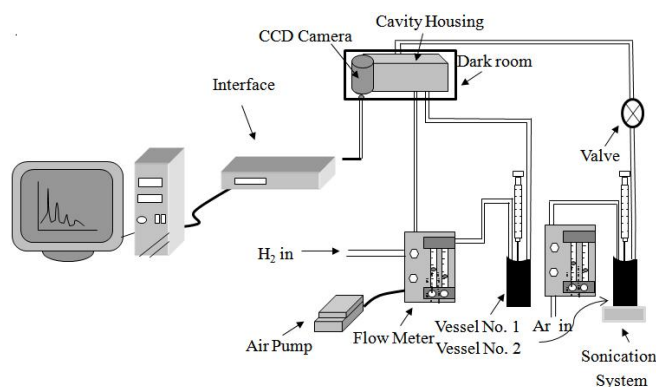 Cavity Housing
CCD Camera
Dark room
Interface
Valve
H2 in
Air Pump
Flow Meter
Vessel No. 1
Vessel No. 2
Ar in
Sonication
System